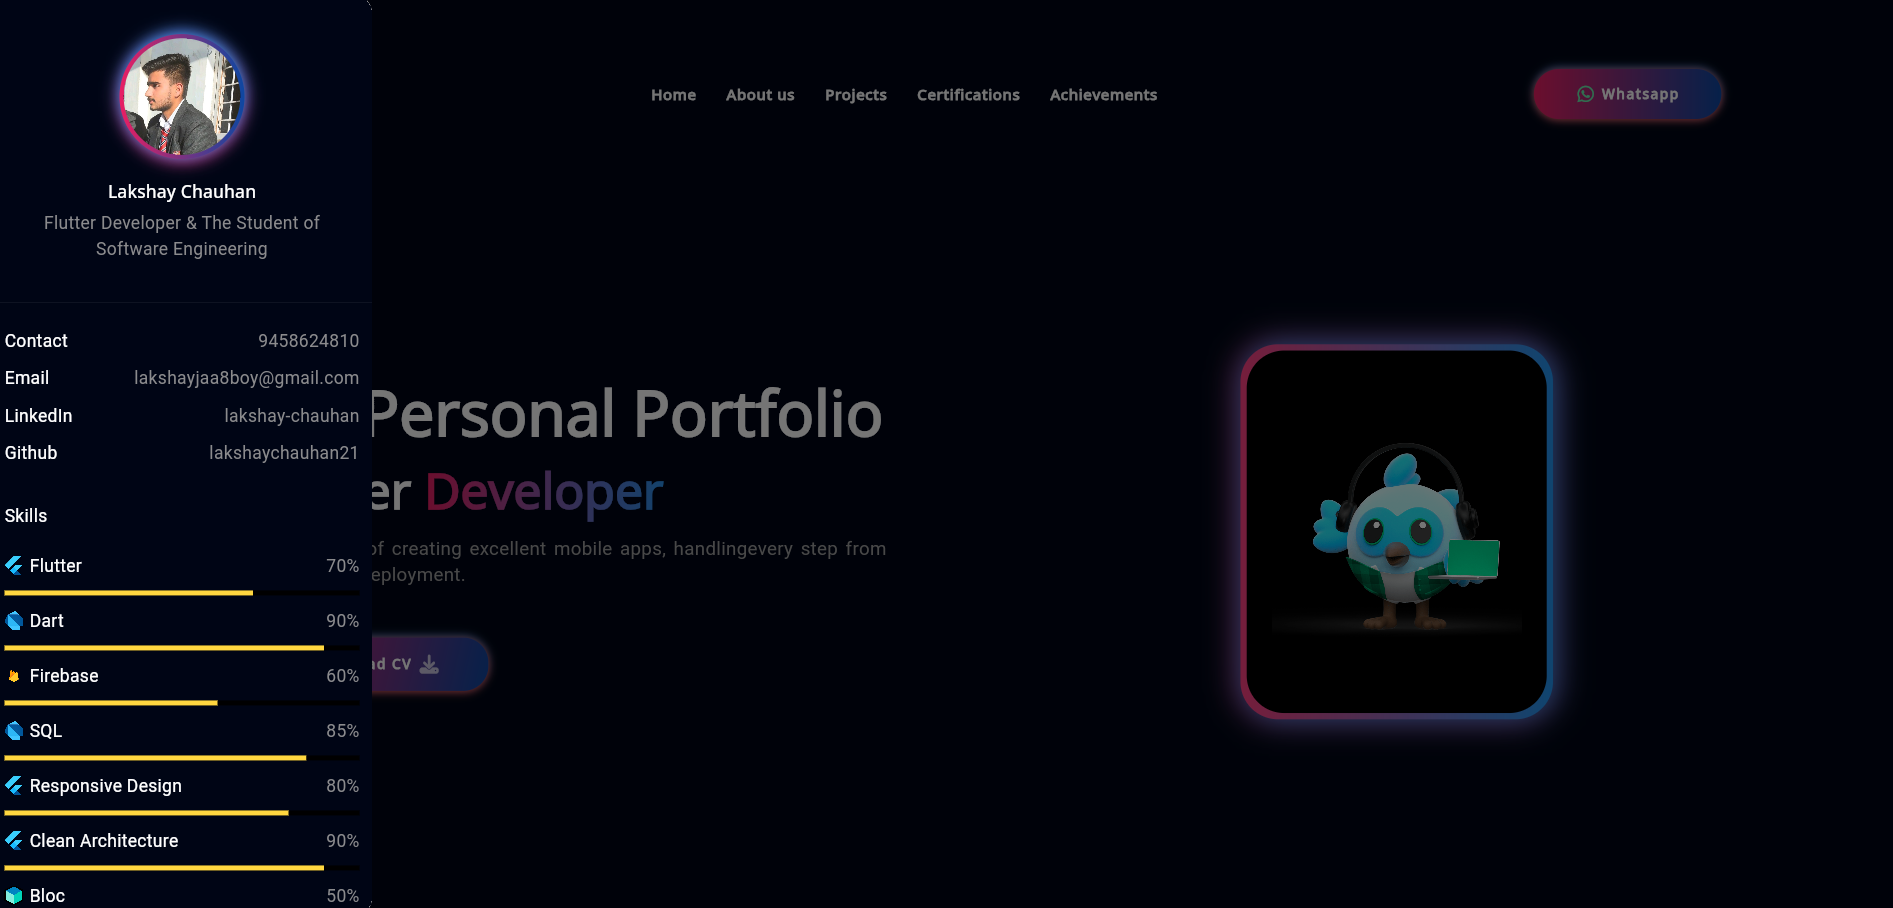 Lakshay Chauhan
Flutter Developer & The Student of
Software Engineering
Contact 9458624810
Email lakshayjaa8boy@gmail.com
LinkedIn lakshay-chauhan
Github lakshaychauhan21
Skills
Flutter 70%
Dart 90%
Firebase 60%
SQL 85%
Responsive Design 80%
Clean Architecture 90%
Bloc 50%
Home About us Projects Certifications Achievements
Whatsapp
Personal Portfolio
er Developer
of creating excellent mobile apps, handlingevery step from
eployment.
ad CV